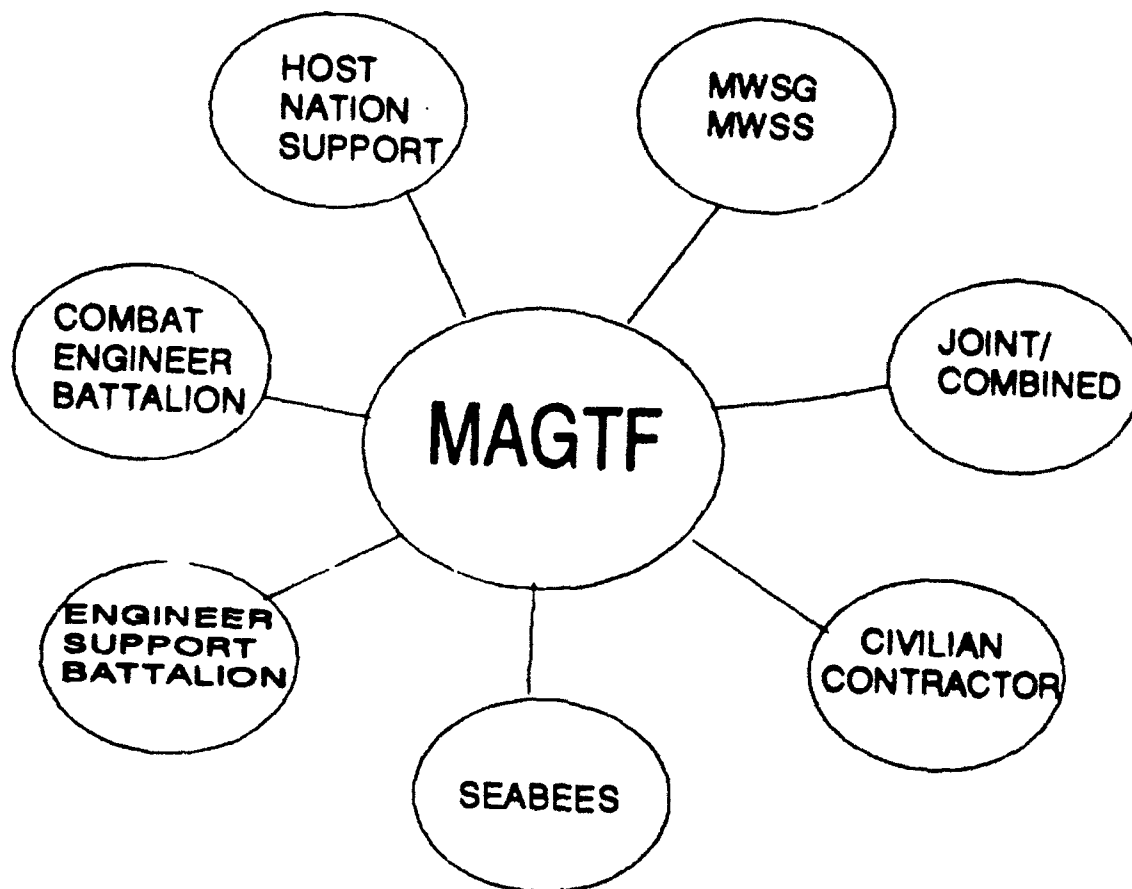 HOST
NATION
SUPPORT
MWSG
MWSS
COMBAT
ENGINEER
BATTALION
JOINT/
COMBINED
MAGTF
ENGINEER
SUPPORT
BATTALION
CIVILIAN
CONTRACTOR
SEABEES